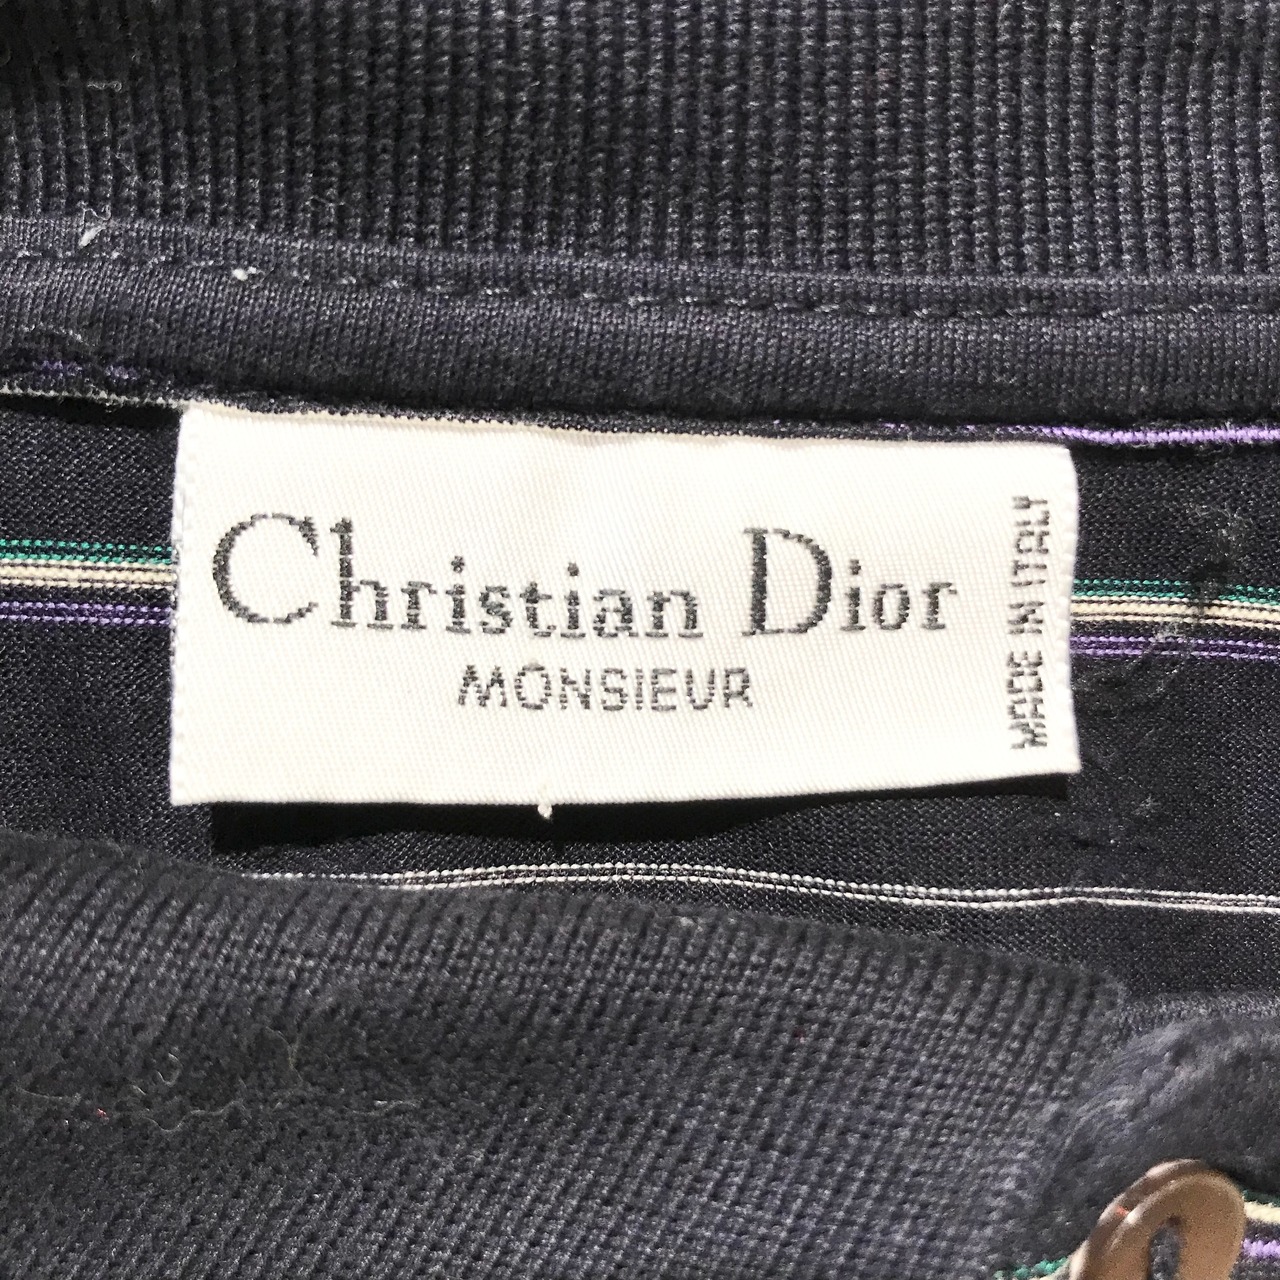 Christian Dior
MONSIEUR
MADE IN ITALY